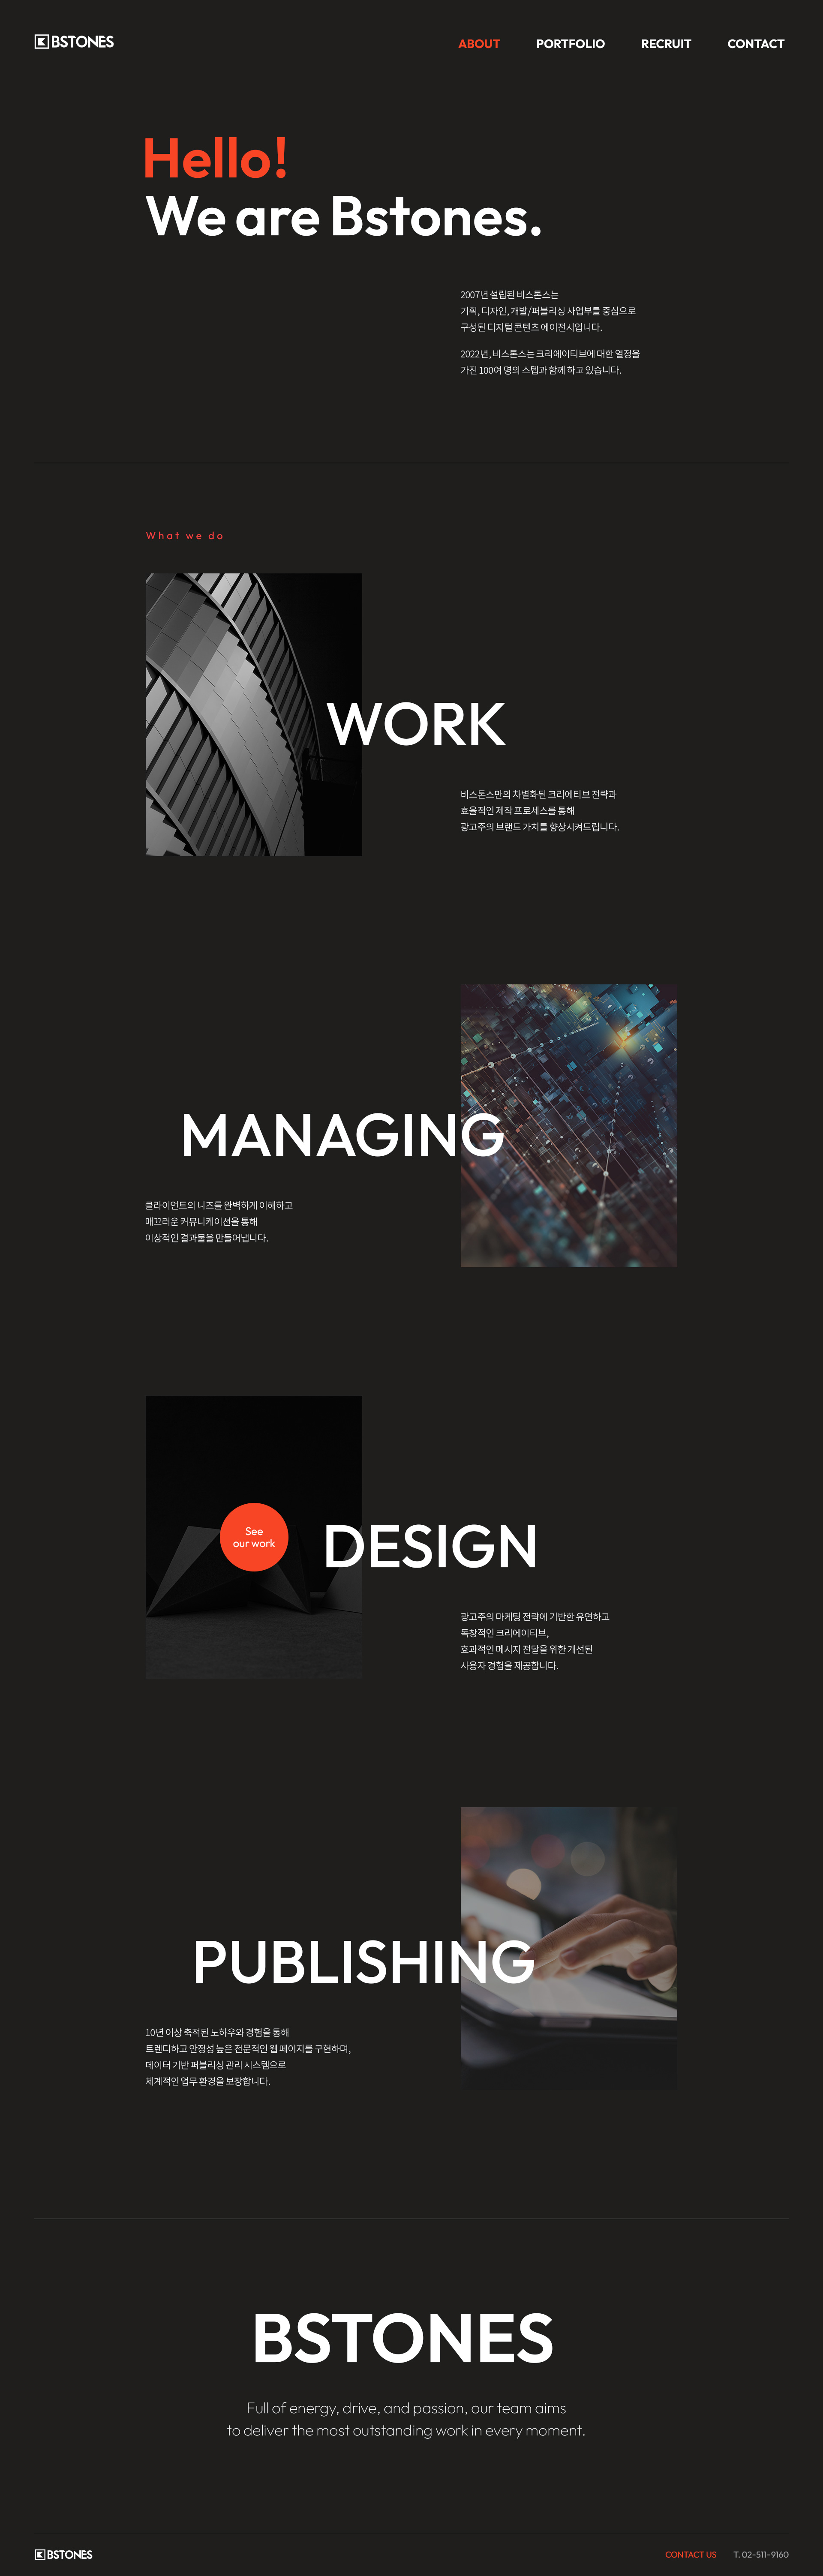 BSTONES
ABOUT
PORTFOLIO
RECRUIT
CONTACT
Hello!
We are Bstones.
2007년 설립된 비스톤스는
기획, 디자인, 개발/퍼블리싱 사업부를 중심으로
구성된 디지털 콘텐츠 에이전시입니다.
2022년, 비스톤스는 크리에이티브에 대한 열정을
가진 100여 명의 스텝과 함께 하고 있습니다.
What we do
WORK
비스톤스만의 차별화된 크리에티브 전략과
효율적인 제작 프로세스를 통해
광고주의 브랜드 가치를 향상시켜드립니다.
MANAGING
클라이언트의 니즈를 완벽하게 이해하고
매끄러운 커뮤니케이션을 통해
이상적인 결과물을 만들어냅니다.
See
our work
DESIGN
광고주의 마케팅 전략에 기반한 유연하고
독창적인 크리에이티브,
효과적인 메시지 전달을 위한 개선된
사용자 경험을 제공합니다.
PUBLISHING
10년 이상 축적된 노하우와 경험을 통해
트렌디하고 안정성 높은 전문적인 웹 페이지를 구현하며,
데이터 기반 퍼블리싱 관리 시스템으로
체계적인 업무 환경을 보장합니다.
BSTONES
Full of energy, drive, and passion, our team aims
to deliver the most outstanding work in every moment.
BSTONES
CONTACT US
T. 02-511-9160